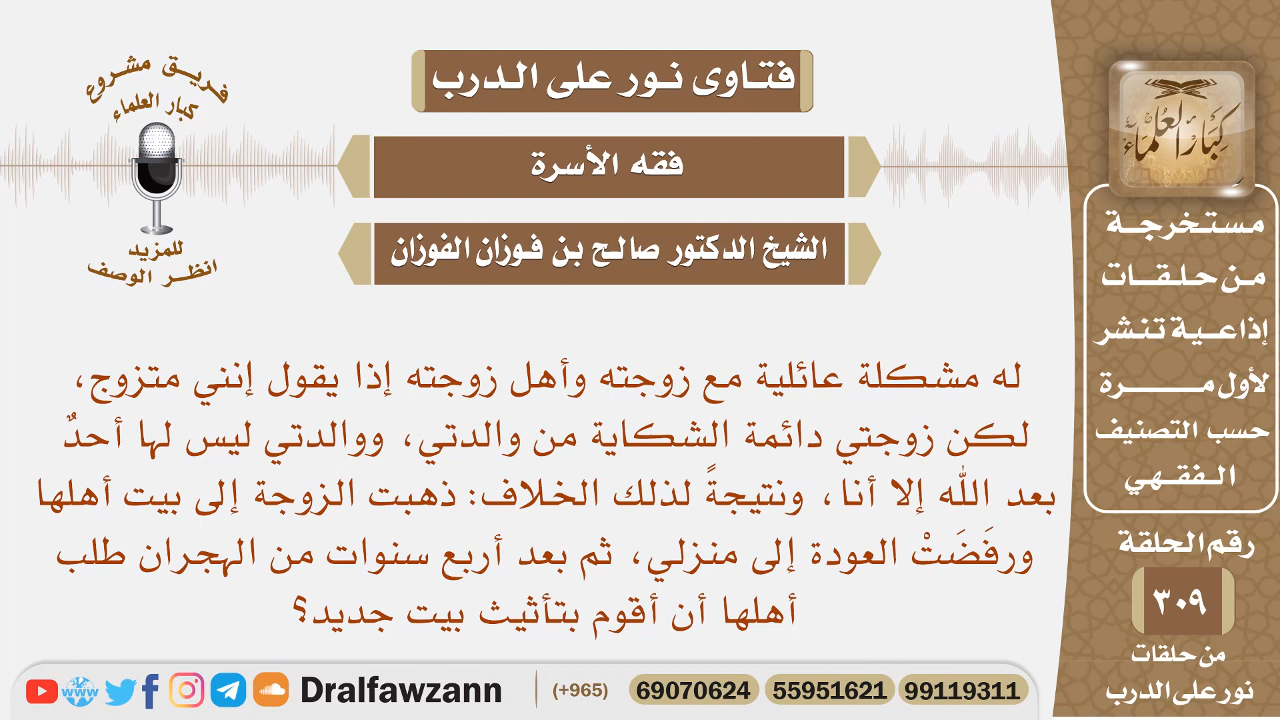 فتاوى نور على الدرب
فقه الأسرة
الشيخ الدكتور صالح بن فوزان الفوزان
فريق مشروع
كبار العلماء
للمزيد
انظر الوصف
له مشكلة عائلية مع زوجته وأهل زوجته إذا يقول إنني متزوج،
لكن زوجتي دائمة الشكاية من والدتي، ووالدتي ليس لها أحدٌ
بعد الله إلا أنا، ونتيجةً لذلك الخلاف: ذهبت الزوجة إلى بيت أهلها
ورفَضَتْ العودة إلى منزلي، ثم بعد أربع سنوات من الهجران طلب
أهلها أن أقوم بتأثيث بيت جديد؟
كبار العلماء
مستخرجة
من حلقات
إذاعية تنشر
لأول مرة
حسب التصنيف
الفقهي
رقم الحلقة
٣٠٩
من حلقات
نور على الدرب
www Dralfawzann (+965) 69070624 55951621 99119311